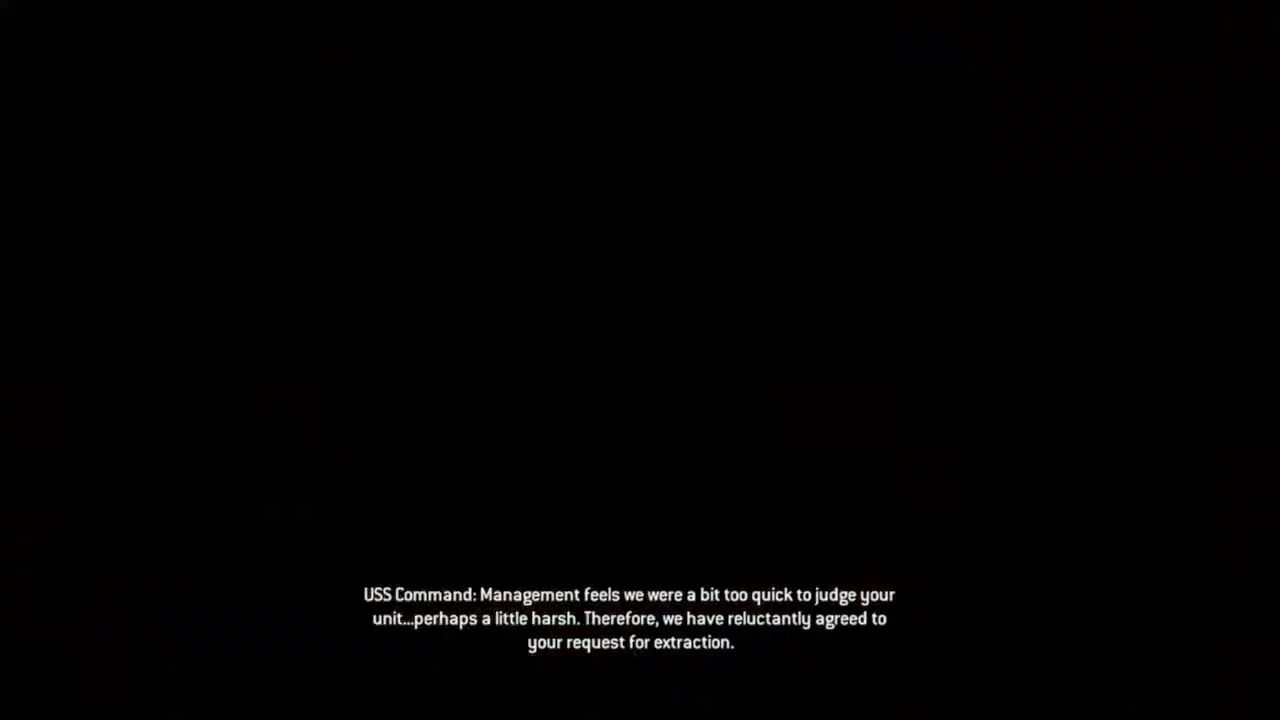 USS Command: Management feels we were a bit too quick to judge your
unit...perhaps a little harsh. Therefore, we have reluctantly agreed to
your request for extraction.